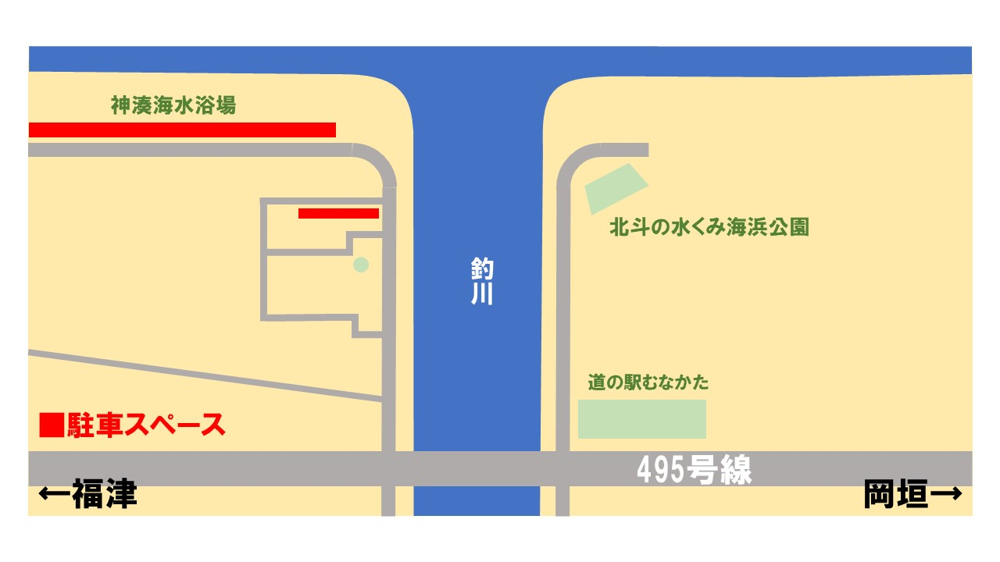 神湊海水浴場
北斗の水くみ海浜公園
釣川
道の駅むなかた
■駐車スペース
495号線
←福津
岡垣→